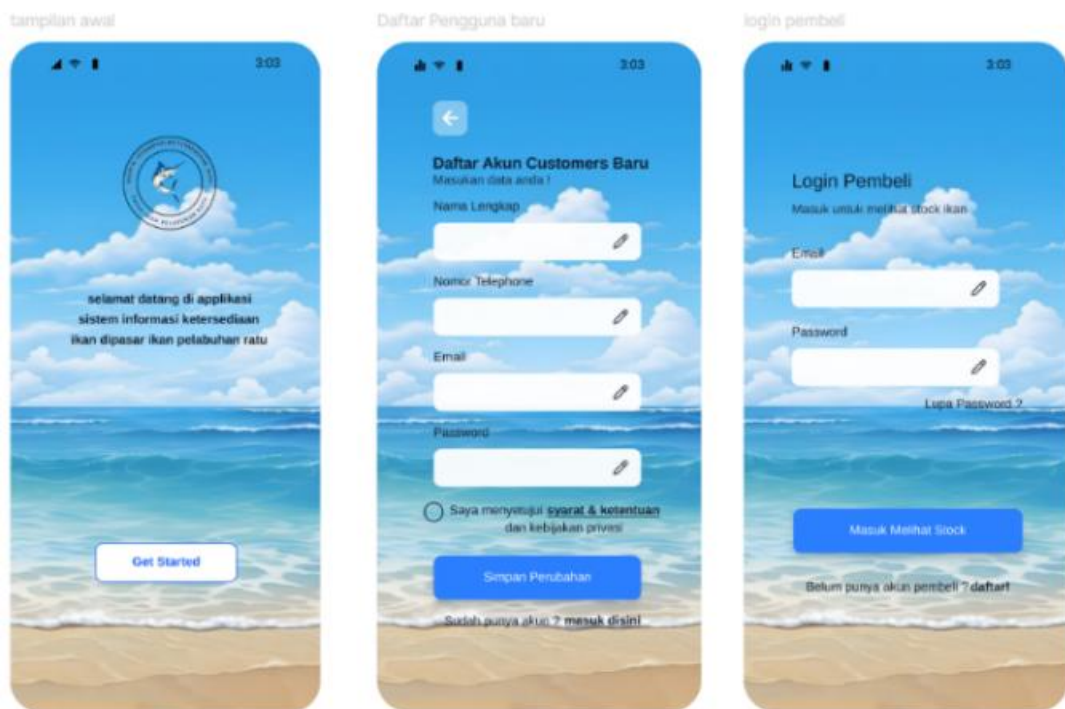 tampilan awal
3:03
selamat datang di applikasi
sistem informasi ketersediaan
ikan dipasar ikan pelabuhan ratu
Get Started
Daftar Pengguna baru
3:03
Daftar Akun Customers Baru
Masukan data anda !
Nama Lengkap
Nomor Telephone
Email
Password
Saya menyetujui syarat & ketentuan
dan kebijakan privasi
Simpan Perubahan
Sudah punya akun ? masuk disini
login pembeli
3:03
Login Pembeli
Masuk untuk melihat stock ikan
Email
Password
Lupa Password ?
Masuk Melihat Stock
Belum punya akun pembeli ? daftar!